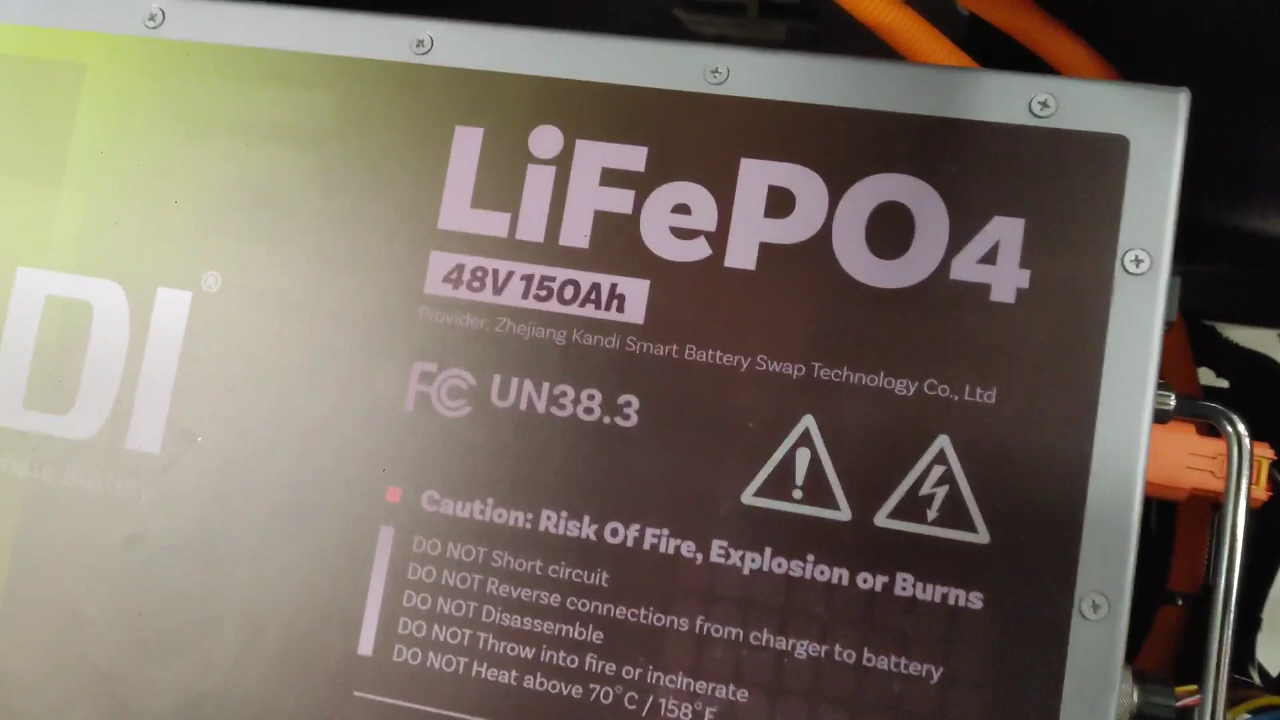 LiFePO4
48V 150Ah
Provider: Zhejiang Kandi Smart Battery Swap Technology Co., Ltd
FC UN38.3
DI®
Battery
Caution: Risk Of Fire, Explosion or Burns
DO NOT Short circuit
DO NOT Reverse connections from charger to battery
DO NOT Disassemble
DO NOT Throw into fire or incinerate
DO NOT Heat above 70°C / 158°F